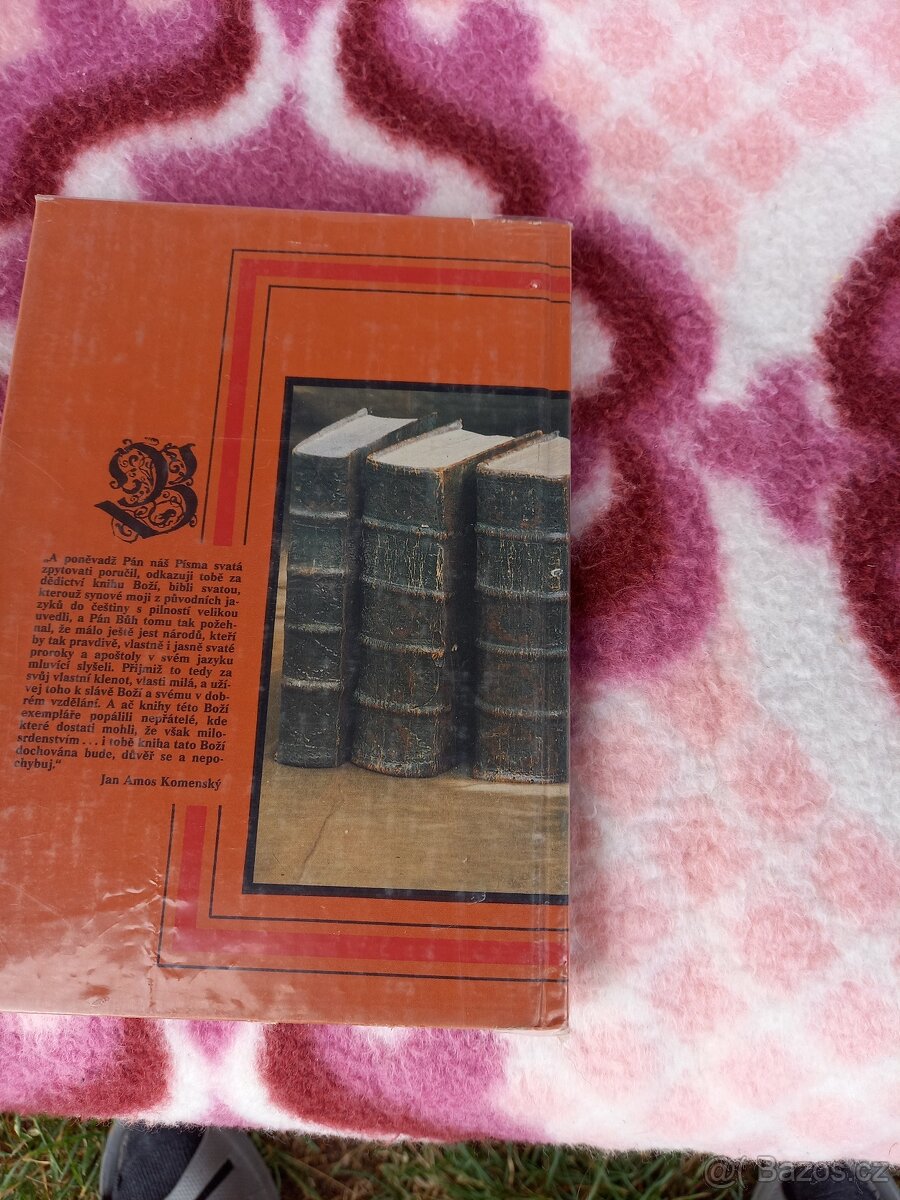 B
„A poněvadž Pán náš Písma svatá
zpytovati poručil, odkazuji tobě za
dědictví knihu Boží, bibli svatou,
kterouž synové moji z původních ja-
zyků do češtiny s pilností velikou
uvedli, a Pán Bůh tomu tak požeh-
nal, že málo ještě jest národů, kteří
by tak pravdivě, vlastně i jasně svaté
proroky a apoštoly v svém jazyku
mluvící slyšeli. Přijmiž to tedy za
svůj vlastní klenot, vlasti milá, a uží-
vej toho k slávě Boží a svému v dob-
rém vzdělání. A ač knihy této Boží
exempláře popálili nepřátelé, kde
které dostati mohli, že však milo-
srdenstvím . . . i tobě kniha tato Boží
dochována bude, důvěř se a nepo-
chybuj.“
Jan Amos Komenský
Bazos.cz